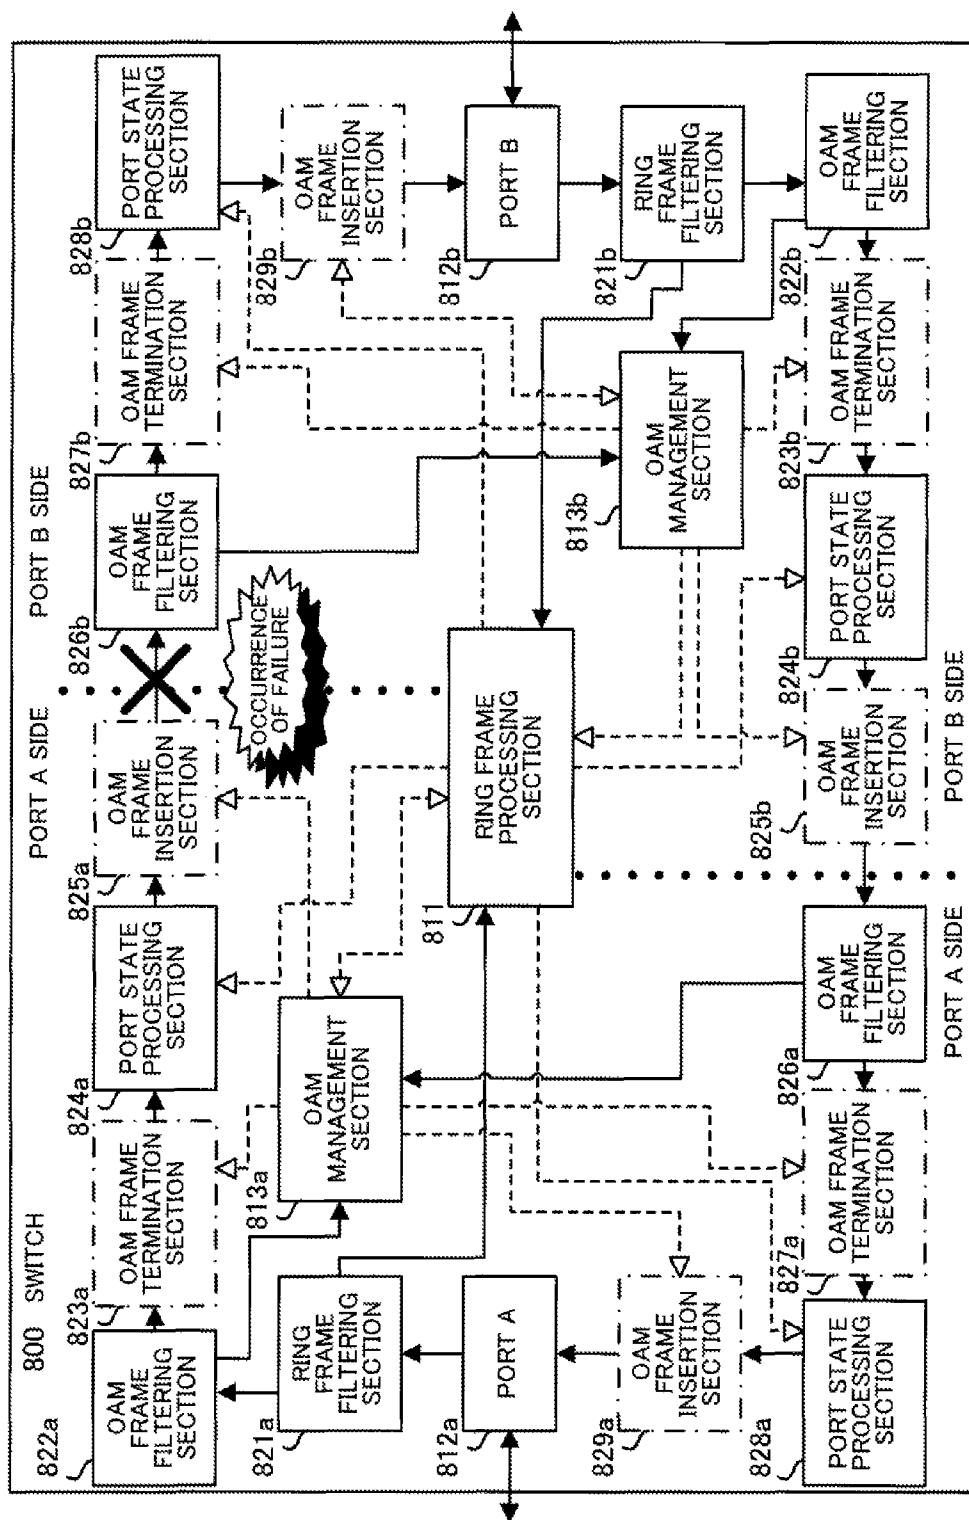 800 SWITCH
PORT A SIDE
PORT B SIDE
822a
OAM
FRAME
FILTERING
SECTION
823a
OAM FRAME
TERMINATION
SECTION
824a
PORT STATE
PROCESSING
SECTION
825a
OAM
FRAME
INSERTION
SECTION
826b
OAM
FRAME
FILTERING
SECTION
827b
OAM FRAME
TERMINATION
SECTION
828b
PORT STATE
PROCESSING
SECTION
OCCURRENCE
OF FAILURE
821a
RING
FRAME
FILTERING
SECTION
813a
OAM
MANAGEMENT
SECTION
829b
OAM
FRAME
INSERTION
SECTION
812a
PORT A
811
RING FRAME
PROCESSING
SECTION
812b
PORT B
829a
OAM
FRAME
INSERTION
SECTION
813b
OAM
MANAGEMENT
SECTION
821b
RING
FRAME
FILTERING
SECTION
828a
PORT STATE
PROCESSING
SECTION
827a
OAM FRAME
TERMINATION
SECTION
826a
OAM
FRAME
FILTERING
SECTION
825b
OAM
FRAME
INSERTION
SECTION
824b
PORT STATE
PROCESSING
SECTION
823b
OAM FRAME
TERMINATION
SECTION
822b
OAM
FRAME
FILTERING
SECTION
PORT A SIDE
PORT B SIDE